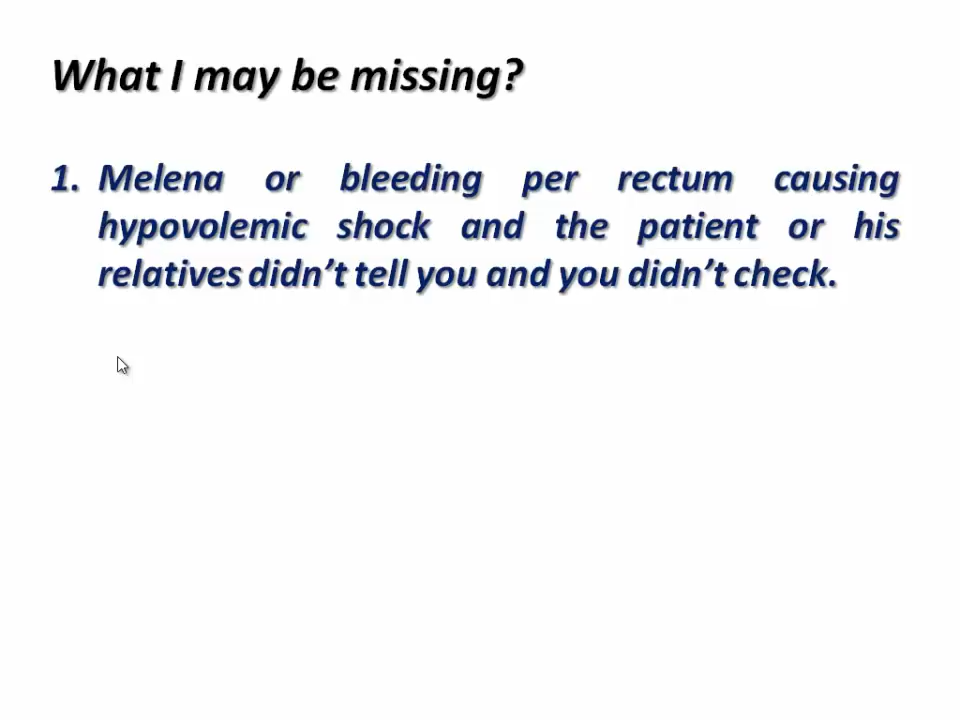 What I may be missing?
1. Melena or bleeding per rectum causing
hypovolemic shock and the patient or his
relatives didn’t tell you and you didn’t check.